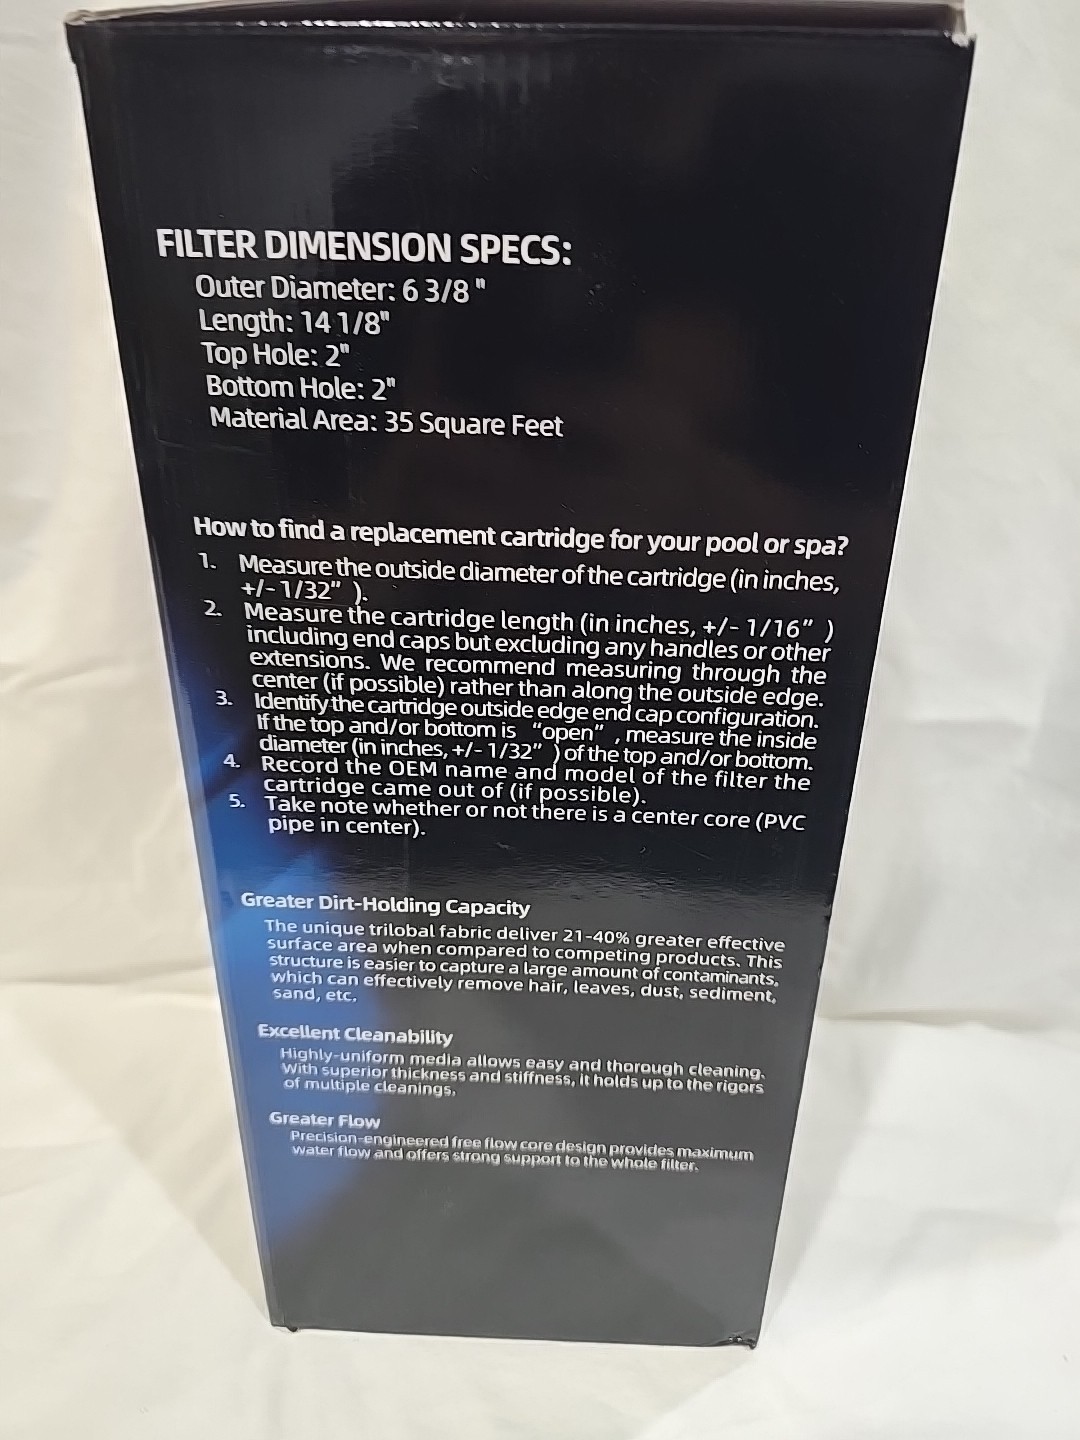 FILTER DIMENSION SPECS:
Outer Diameter: 6 3/8 "
Length: 14 1/8"
Top Hole: 2"
Bottom Hole: 2"
Material Area: 35 Square Feet
How to find a replacement cartridge for your pool or spa?
1. Measure the outside diameter of the cartridge (in inches,
+/- 1/32" ).
2. Measure the cartridge length (in inches, +/- 1/16" )
including end caps but excluding any handles or other
extensions. We recommend measuring through the
center (if possible) rather than along the outside edge.
3. Identify the cartridge outside edge end cap configuration.
If the top and/or bottom is "open" , measure the inside
diameter (in inches, +/- 1/32" ) of the top and/or bottom.
4. Record the OEM name and model of the filter the
cartridge came out of (if possible).
5. Take note whether or not there is a center core (PVC
pipe in center).
Greater Dirt-Holding Capacity
The unique trilobal fabric deliver 21-40% greater effective
surface area when compared to competing products. This
structure is easier to capture a large amount of contaminants,
which can effectively remove hair, leaves, dust, sediment,
sand, etc.
Excellent Cleanability
Highly-uniform media allows easy and thorough cleaning.
With superior thickness and stiffness, it holds up to the rigors
of multiple cleanings.
Greater Flow
Precision-engineered free flow core design provides maximum
water flow and offers strong support to the whole filter.